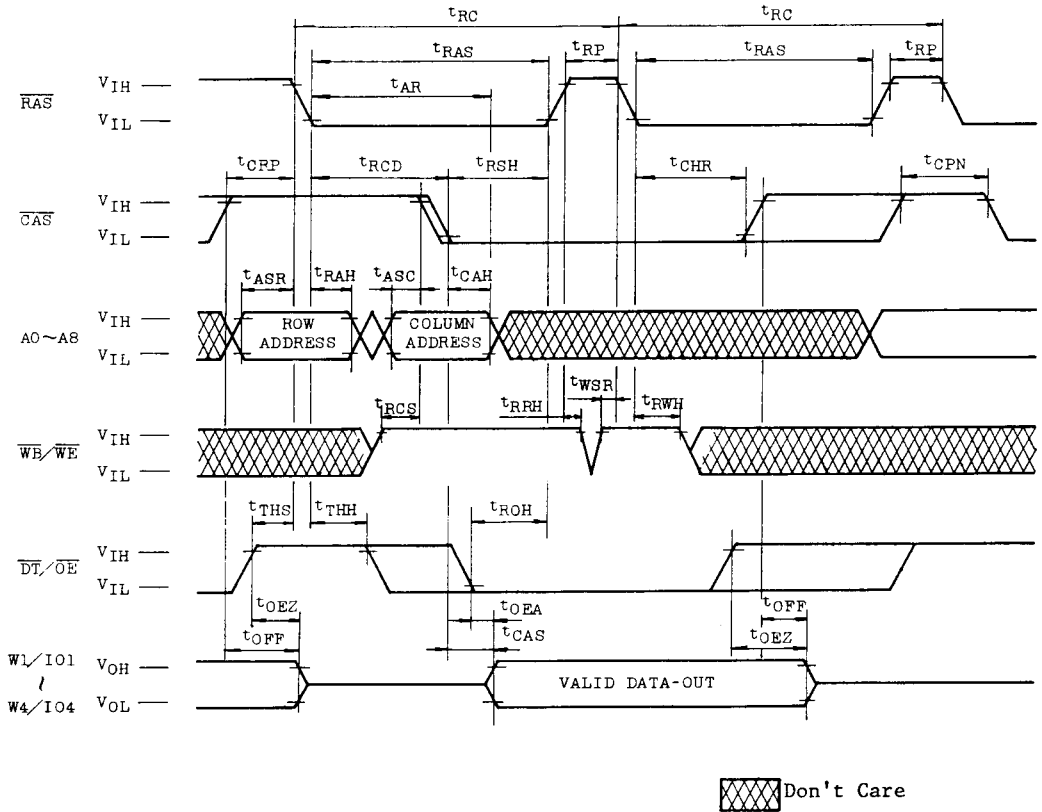 tRC tRC
tRAS tRP tRAS tRP
tAR
RAS VIH
VIL
tCRP tRCD tRSH tCHR tCPN
CAS VIH
VIL
tASR tRAH tASC tCAH
A0~A8 VIH
VIL
ROW ADDRESS
COLUMN ADDRESS
tRCS tRRH tWSR tRWH
WB/WE VIH
VIL
tTHS tTHH tROH
DT/OE VIH
VIL
tOEZ tOEA tOFF
tOFF tCAS tOEZ
W1/IO1
~
W4/IO4
VOH
VOL
VALID DATA-OUT
Don't Care